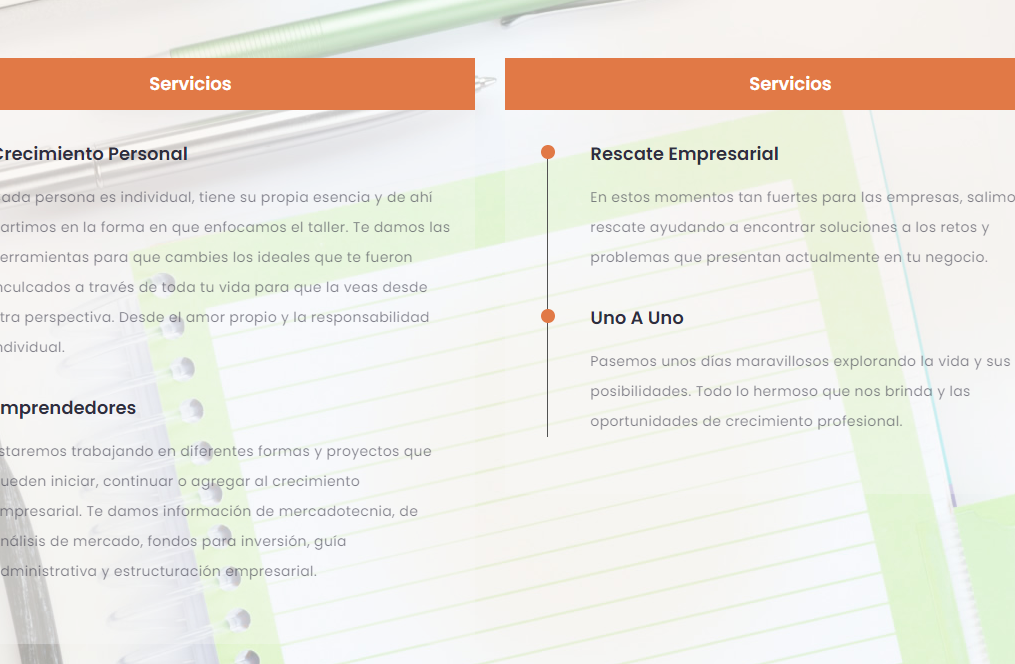 Servicios
Crecimiento Personal
ada persona es individual, tiene su propia esencia y de ahí
artimos en la forma en que enfocamos el taller. Te damos las
erramientas para que cambies los ideales que te fueron
nculcados a través de toda tu vida para que la veas desde
tra perspectiva. Desde el amor propio y la responsabilidad
ndividual.
mprendedores
staremos trabajando en diferentes formas y proyectos que
ueden iniciar, continuar o agregar al crecimiento
mpresarial. Te damos información de mercadotecnia, de
nálisis de mercado, fondos para inversión, guía
dministrativa y estructuración empresarial.
Servicios
Rescate Empresarial
En estos momentos tan fuertes para las empresas, salimo
rescate ayudando a encontrar soluciones a los retos y
problemas que presentan actualmente en tu negocio.
Uno A Uno
Pasemos unos días maravillosos explorando la vida y sus
posibilidades. Todo lo hermoso que nos brinda y las
oportunidades de crecimiento profesional.